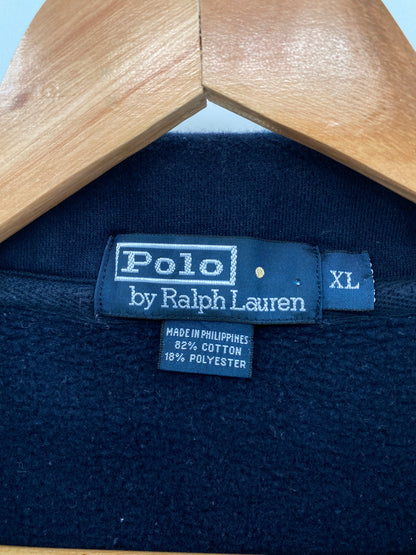 Polo
by Ralph Lauren
XL
MADE IN PHILIPPINES
82% COTTON
18% POLYESTER